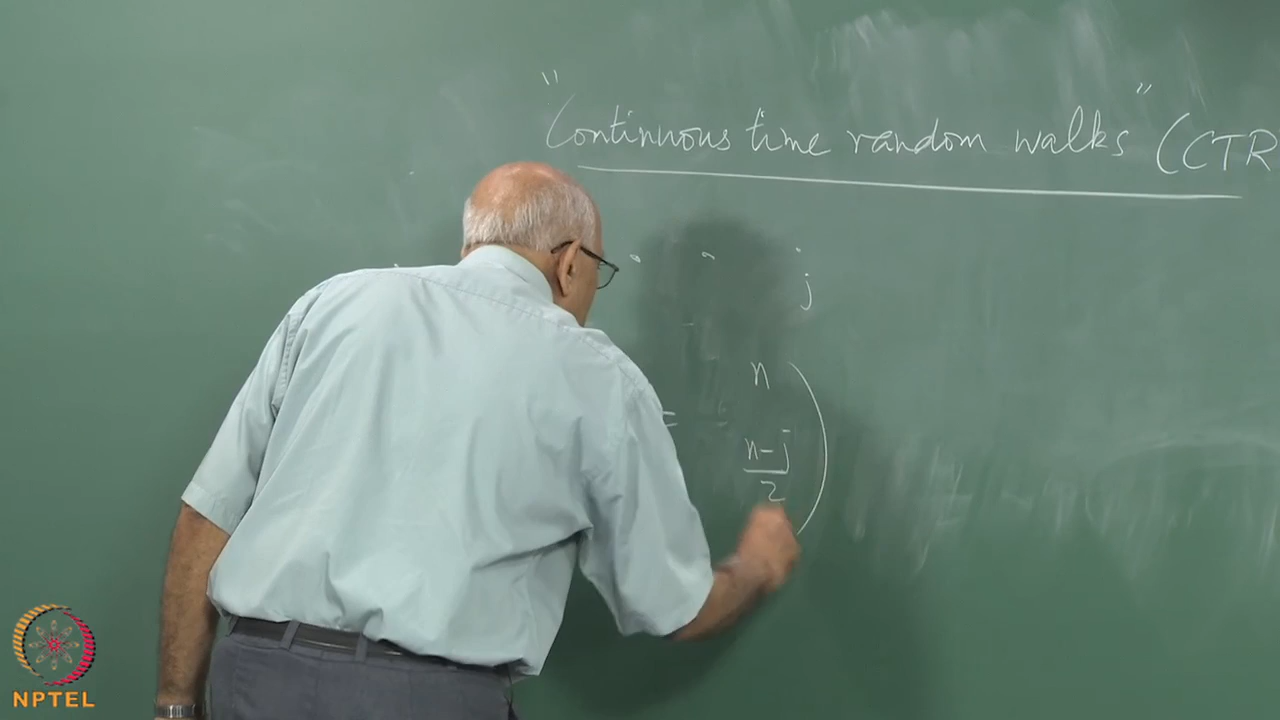 "Continuous time random walks" (CTR
j
= n )
n-j
2
NPTEL